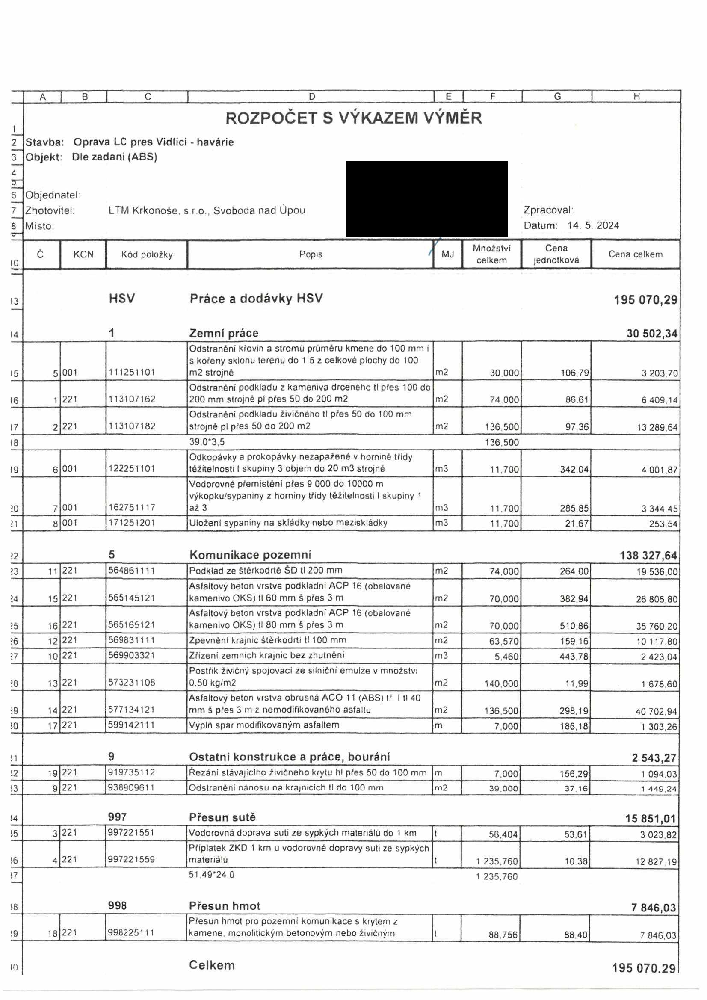 A B C D E F G H
1 ROZPOČET S VÝKAZEM VÝMĚR
2 Stavba: Oprava LC pres Vidlici - havárie
3 Objekt: Dle zadani (ABS)
4
5
6 Objednatel:
7 Zhotovitel: LTM Krkonoše, s.r.o., Svoboda nad Úpou Zpracoval:
8 Místo: Datum: 14. 5. 2024
9
10 Č KCN Kód položky Popis MJ Množství celkem Cena jednotková Cena celkem
13 HSV Práce a dodávky HSV 195 070,29
14 1 Zemní práce 30 502,34
Odstranění křovin a stromů průměru kmene do 100 mm i
s kořeny sklonu terénu do 1:5 z celkové plochy do 100
15 5 001 111251101 m2 strojně m2 30,000 106,79 3 203,70
Odstranění podkladu z kameniva drceného tl přes 100 do
16 1 221 113107162 200 mm strojně pl přes 50 do 200 m2 m2 74,000 86,61 6 409,14
Odstranění podkladu živičného tl přes 50 do 100 mm
17 2 221 113107182 strojně pl přes 50 do 200 m2 m2 136,500 97,36 13 289,64
18 39,0*3,5 136,500
Odkopávky a prokopávky nezapažené v hornině třídy
19 6 001 122251101 těžitelnosti I skupiny 3 objem do 20 m3 strojně m3 11,700 342,04 4 001,87
Vodorovné přemístění přes 9 000 do 10000 m
výkopku/sypaniny z horniny třídy těžitelnosti I skupiny 1
20 7 001 162751117 až 3 m3 11,700 285,85 3 344,45
21 8 001 171251201 Uložení sypaniny na skládky nebo meziskládky m3 11,700 21,67 253,54
22 5 Komunikace pozemní 138 327,64
23 11 221 564861111 Podklad ze štěrkodrtě ŠD tl 200 mm m2 74,000 264,00 19 536,00
Asfaltový beton vrstva podkladní ACP 16 (obalované
24 15 221 565145121 kamenivo OKS) tl 60 mm š přes 3 m m2 70,000 382,94 26 805,80
Asfaltový beton vrstva podkladní ACP 16 (obalované
25 16 221 565165121 kamenivo OKS) tl 80 mm š přes 3 m m2 70,000 510,86 35 760,20
26 12 221 569831111 Zpevnění krajnic štěrkodrtí tl 100 mm m2 63,570 159,16 10 117,80
27 10 221 569903321 Zřízení zemních krajnic bez zhutnění m3 5,460 443,78 2 423,04
Postřik živičný spojovací ze silniční emulze v množství
28 13 221 573231108 0,50 kg/m2 m2 140,000 11,99 1 678,60
Asfaltový beton vrstva obrusná ACO 11 (ABS) tř. I tl 40
29 14 221 577134121 mm š přes 3 m z nemodifikovaného asfaltu m2 136,500 298,19 40 702,94
30 17 221 599142111 Výplň spar modifikovaným asfaltem m 7,000 186,18 1 303,26
31 9 Ostatní konstrukce a práce, bourání 2 543,27
32 19 221 919735112 Řezání stávajícího živičného krytu hl přes 50 do 100 mm m 7,000 156,29 1 094,03
33 9 221 938909611 Odstranění nánosu na krajnicích tl do 100 mm m2 39,000 37,16 1 449,24
34 997 Přesun sutě 15 851,01
35 3 221 997221551 Vodorovná doprava suti ze sypkých materiálů do 1 km t 56,404 53,61 3 023,82
Příplatek ZKD 1 km u vodorovné dopravy suti ze sypkých
36 4 221 997221559 materiálů t 1 235,760 10,38 12 827,19
37 51,49*24,0 1 235,760
38 998 Přesun hmot 7 846,03
Přesun hmot pro pozemní komunikace s krytem z
39 18 221 998225111 kamene, monolitickým betonovým nebo živičným t 88,756 88,40 7 846,03
40 Celkem 195 070.29